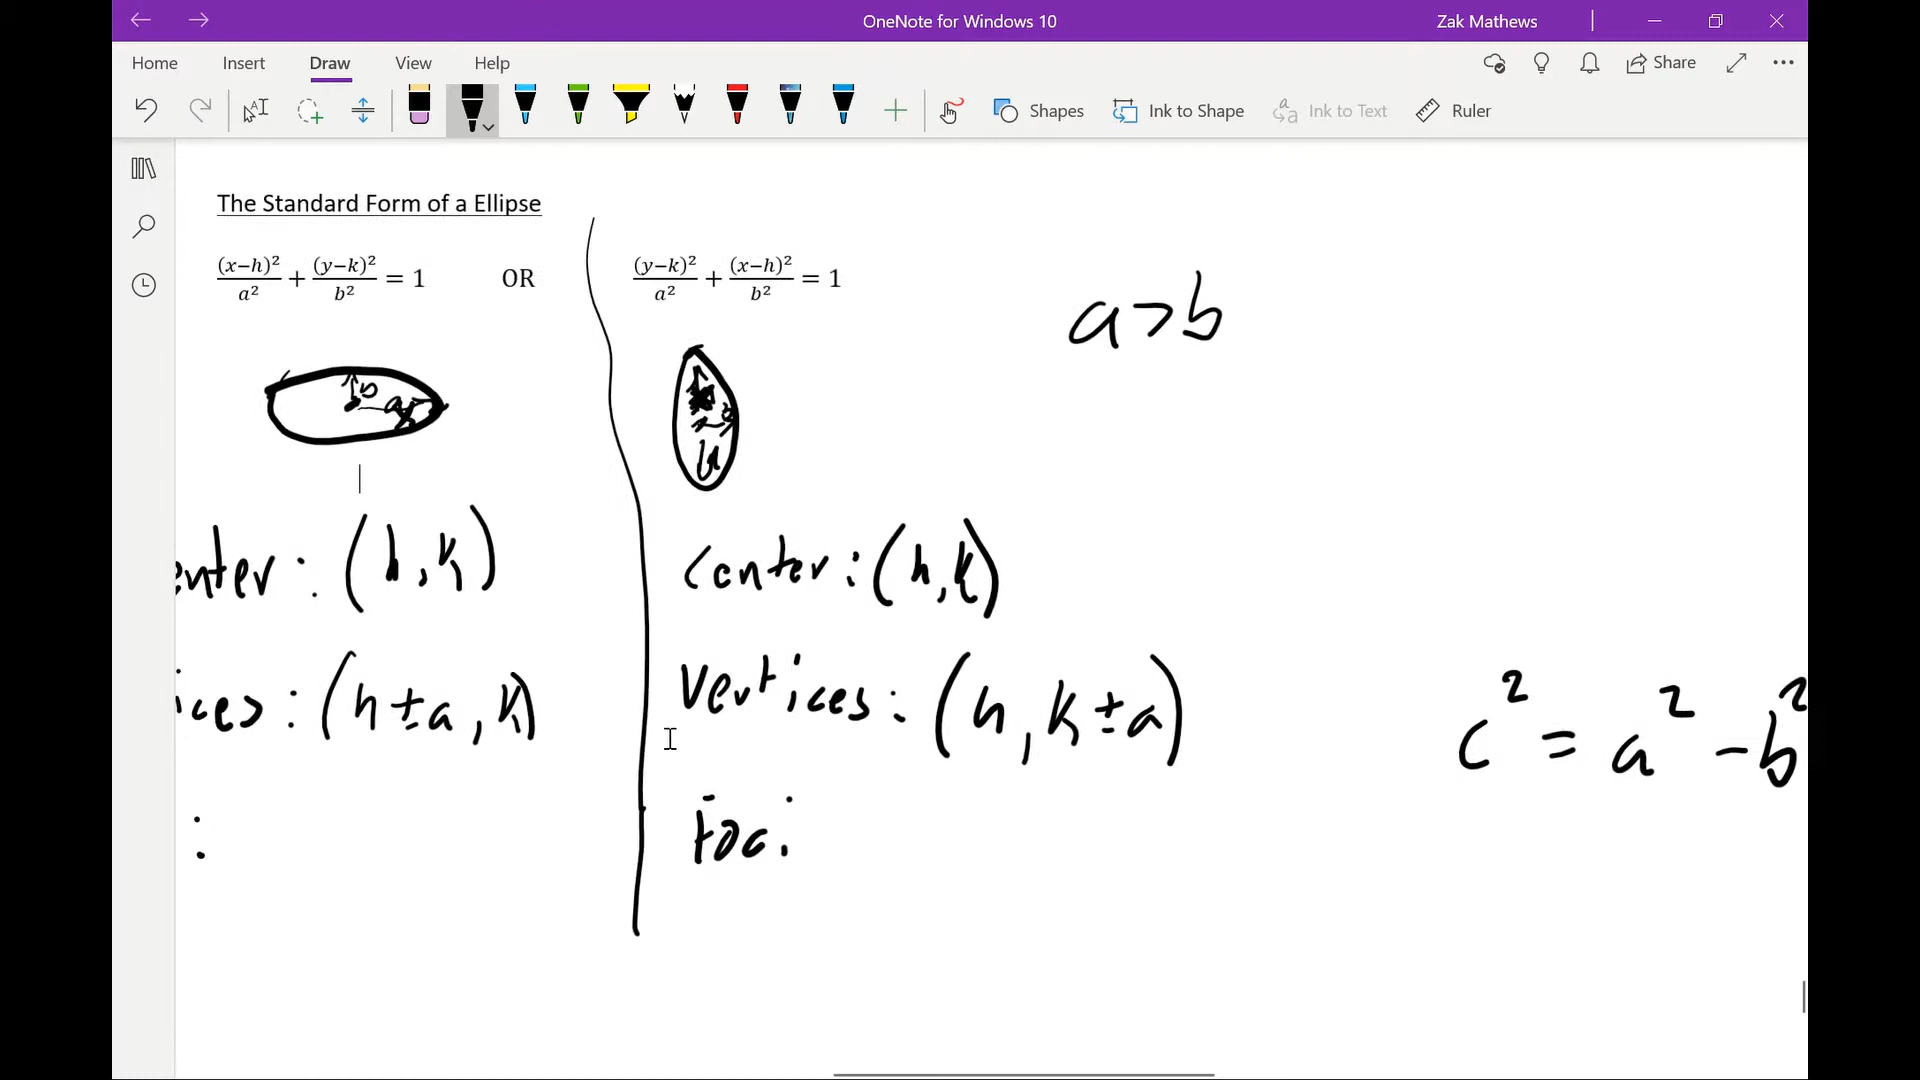 OneNote for Windows 10
Zak Mathews
Home Insert Draw View Help
Share
Shapes Ink to Shape Ink to Text Ruler
The Standard Form of a Ellipse
(x−h)²/a² + (y−k)²/b² = 1 OR (y−k)²/a² + (x−h)²/b² = 1
a > b
b
a
enter : (h, k)
Center : (h, k)
ices : (h ± a, k)
Vertices : (h, k ± a)
c² = a² − b²
:
Foci